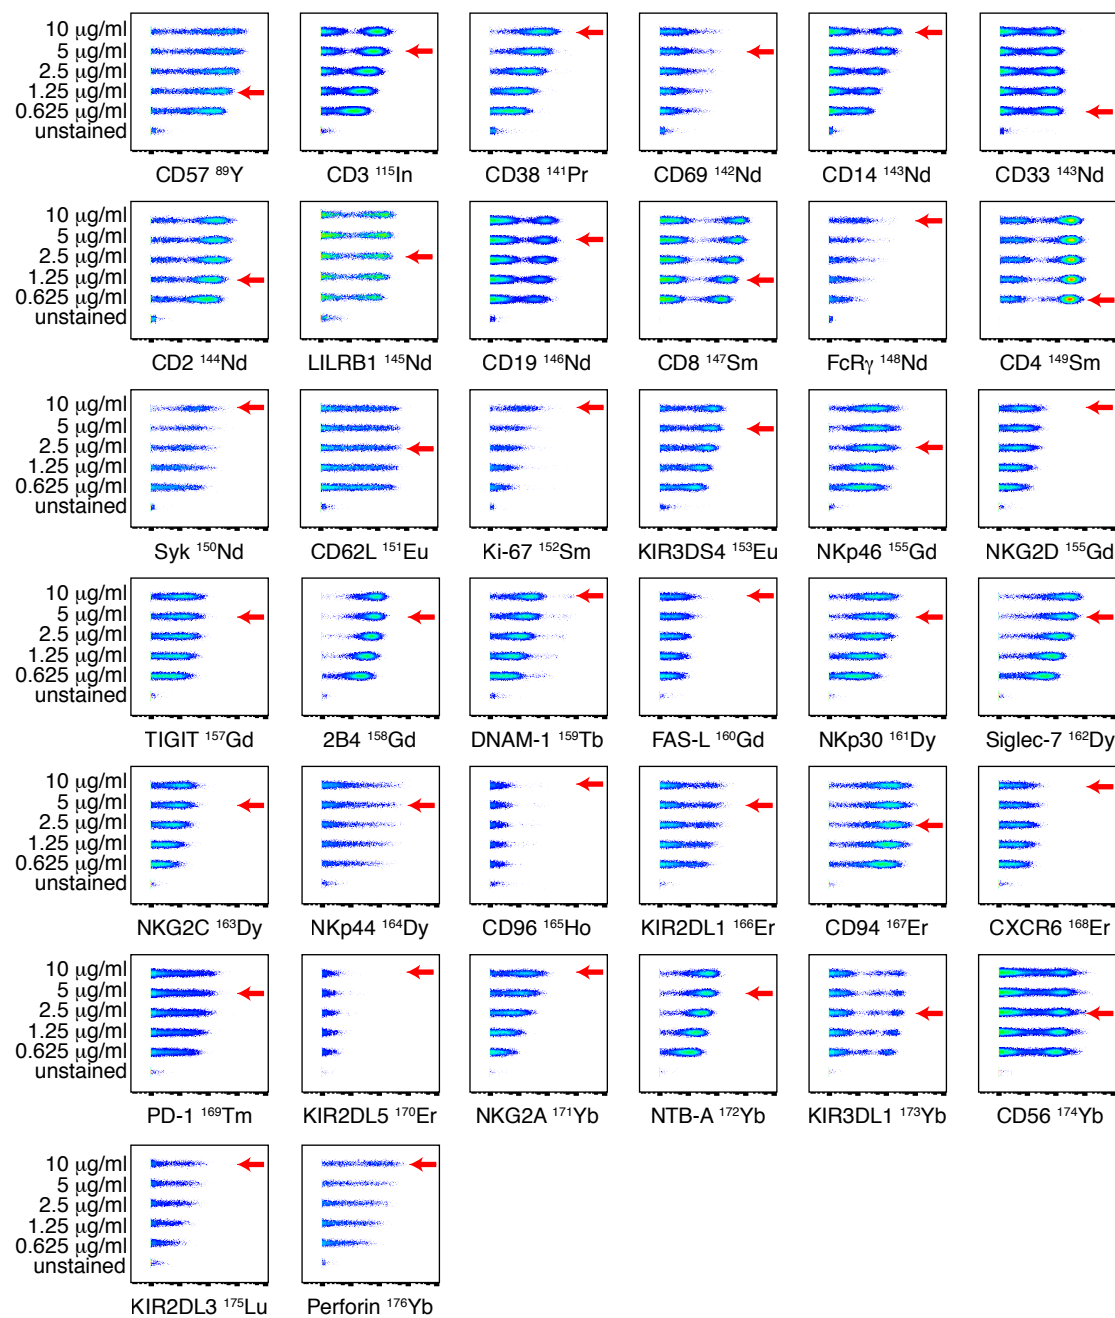 10 μg/ml
5 μg/ml
2.5 μg/ml
1.25 μg/ml
0.625 μg/ml
unstained
CD57 ⁸⁹Y CD3 ¹¹⁵In CD38 ¹⁴¹Pr CD69 ¹⁴²Nd CD14 ¹⁴³Nd CD33 ¹⁴³Nd
10 μg/ml
5 μg/ml
2.5 μg/ml
1.25 μg/ml
0.625 μg/ml
unstained
CD2 ¹⁴⁴Nd LILRB1 ¹⁴⁵Nd CD19 ¹⁴⁶Nd CD8 ¹⁴⁷Sm FcRγ ¹⁴⁸Nd CD4 ¹⁴⁹Sm
10 μg/ml
5 μg/ml
2.5 μg/ml
1.25 μg/ml
0.625 μg/ml
unstained
Syk ¹⁵⁰Nd CD62L ¹⁵¹Eu Ki-67 ¹⁵²Sm KIR3DS4 ¹⁵³Eu NKp46 ¹⁵⁵Gd NKG2D ¹⁵⁵Gd
10 μg/ml
5 μg/ml
2.5 μg/ml
1.25 μg/ml
0.625 μg/ml
unstained
TIGIT ¹⁵⁷Gd 2B4 ¹⁵⁸Gd DNAM-1 ¹⁵⁹Tb FAS-L ¹⁶⁰Gd NKp30 ¹⁶¹Dy Siglec-7 ¹⁶²Dy
10 μg/ml
5 μg/ml
2.5 μg/ml
1.25 μg/ml
0.625 μg/ml
unstained
NKG2C ¹⁶³Dy NKp44 ¹⁶⁴Dy CD96 ¹⁶⁵Ho KIR2DL1 ¹⁶⁶Er CD94 ¹⁶⁷Er CXCR6 ¹⁶⁸Er
10 μg/ml
5 μg/ml
2.5 μg/ml
1.25 μg/ml
0.625 μg/ml
unstained
PD-1 ¹⁶⁹Tm KIR2DL5 ¹⁷⁰Er NKG2A ¹⁷¹Yb NTB-A ¹⁷²Yb KIR3DL1 ¹⁷³Yb CD56 ¹⁷⁴Yb
10 μg/ml
5 μg/ml
2.5 μg/ml
1.25 μg/ml
0.625 μg/ml
unstained
KIR2DL3 ¹⁷⁵Lu Perforin ¹⁷⁶Yb